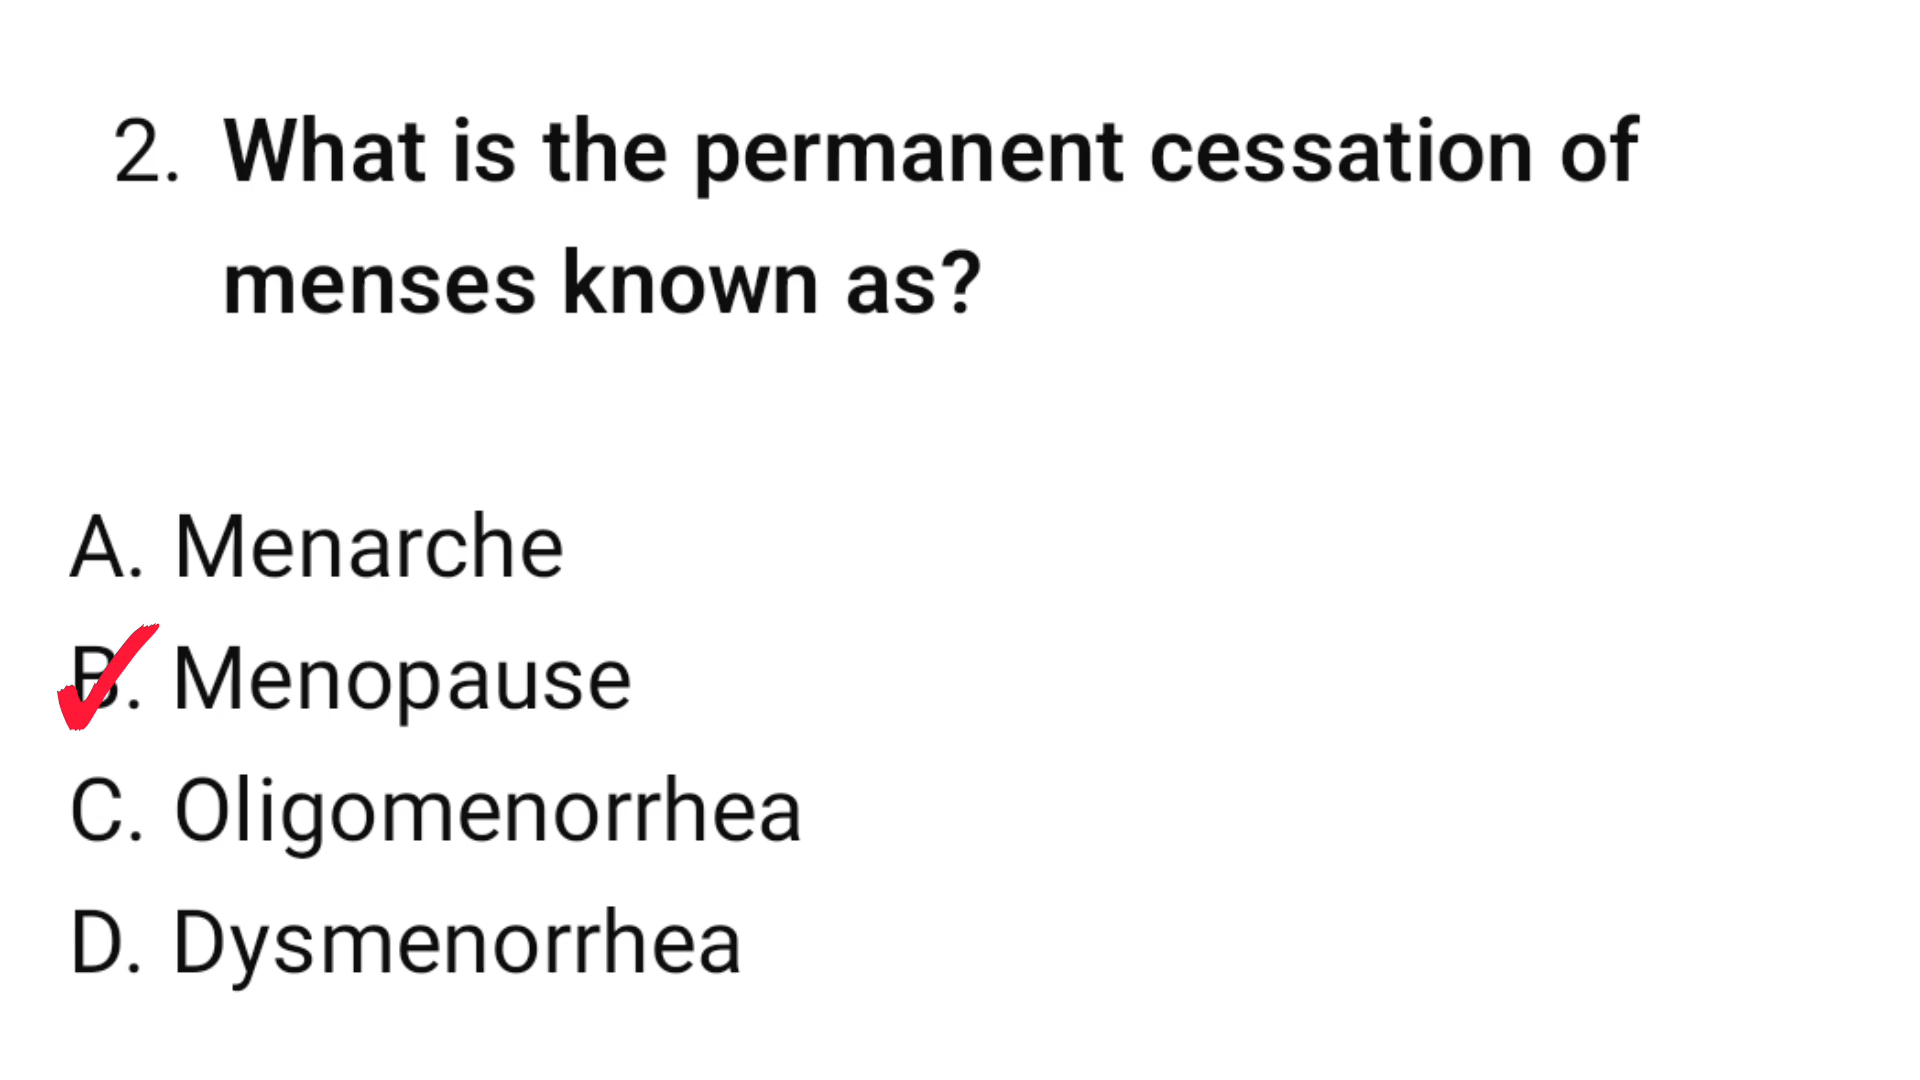 2. What is the permanent cessation of
menses known as?
A. Menarche
B. Menopause
C. Oligomenorrhea
D. Dysmenorrhea